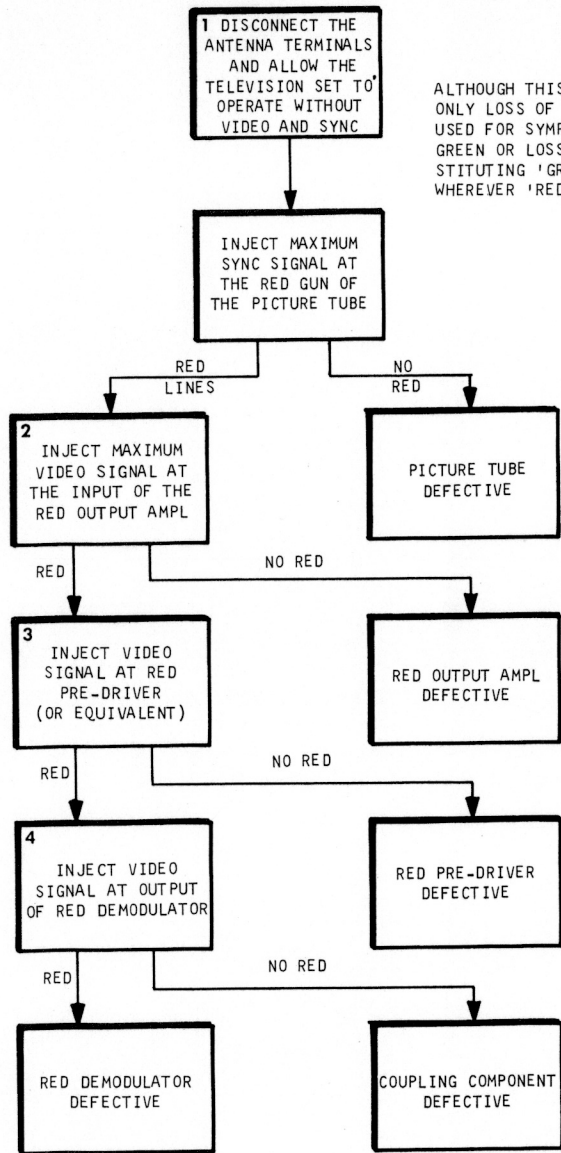 1 DISCONNECT THE
ANTENNA TERMINALS
AND ALLOW THE
TELEVISION SET TO'
OPERATE WITHOUT
VIDEO AND SYNC
ALTHOUGH THIS
ONLY LOSS OF
USED FOR SYMP
GREEN OR LOSS
STITUTING 'GR
WHEREVER 'RED
INJECT MAXIMUM
SYNC SIGNAL AT
THE RED GUN OF
THE PICTURE TUBE
RED
LINES
NO
RED
2
INJECT MAXIMUM
VIDEO SIGNAL AT
THE INPUT OF THE
RED OUTPUT AMPL
PICTURE TUBE
DEFECTIVE
RED
NO RED
3
INJECT VIDEO
SIGNAL AT RED
PRE-DRIVER
(OR EQUIVALENT)
RED OUTPUT AMPL
DEFECTIVE
RED
NO RED
4
INJECT VIDEO
SIGNAL AT OUTPUT
OF RED DEMODULATOR
RED PRE-DRIVER
DEFECTIVE
RED
NO RED
RED DEMODULATOR
DEFECTIVE
COUPLING COMPONENT
DEFECTIVE